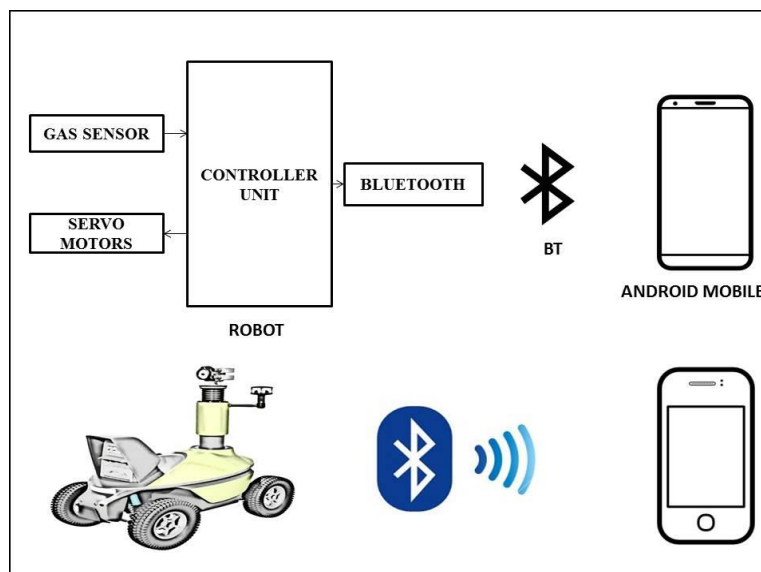 GAS SENSOR
CONTROLLER
UNIT
BLUETOOTH
SERVO
MOTORS
BT
ANDROID MOBILE
ROBOT